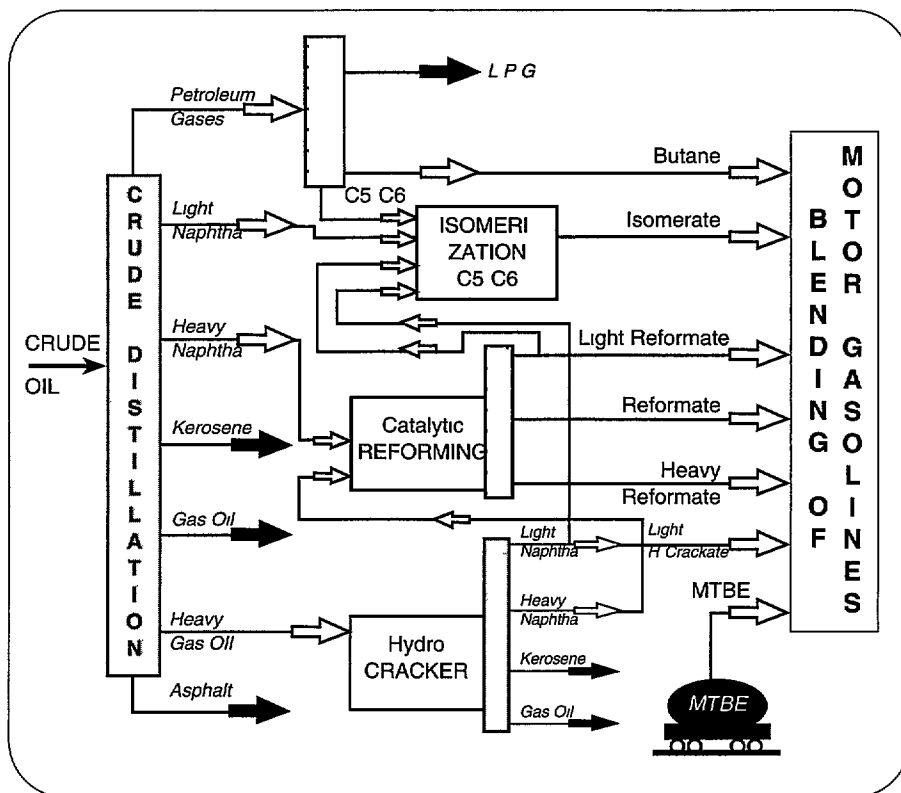 L P G
Petroleum
Gases
Butane
C5 C6
Light
Naphtha
ISOMERI
ZATION
C5 C6
Isomerate
CRUDE DISTILLATION
BLENDING OF
MOTOR GASOLINES
Heavy
Naphtha
CRUDE
OIL
Light Reformate
Catalytic
REFORMING
Reformate
Kerosene
Heavy
Reformate
Gas Oil
Light
Naphtha
Light
H Crackate
MTBE
Heavy
Naphtha
Heavy
Gas Oil
Hydro
CRACKER
Kerosene
Asphalt
Gas Oil
MTBE